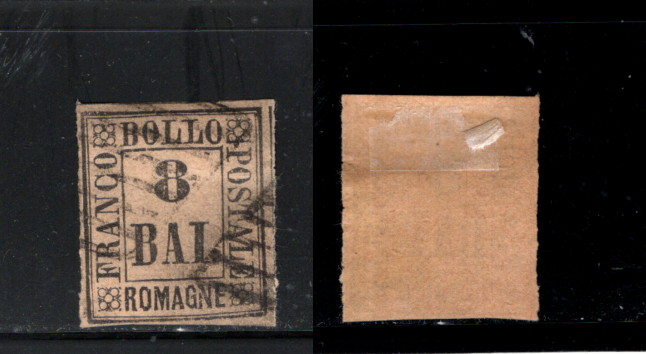 BOLLO
FRANCO
8
BAI
POSTALE
ROMAGNE